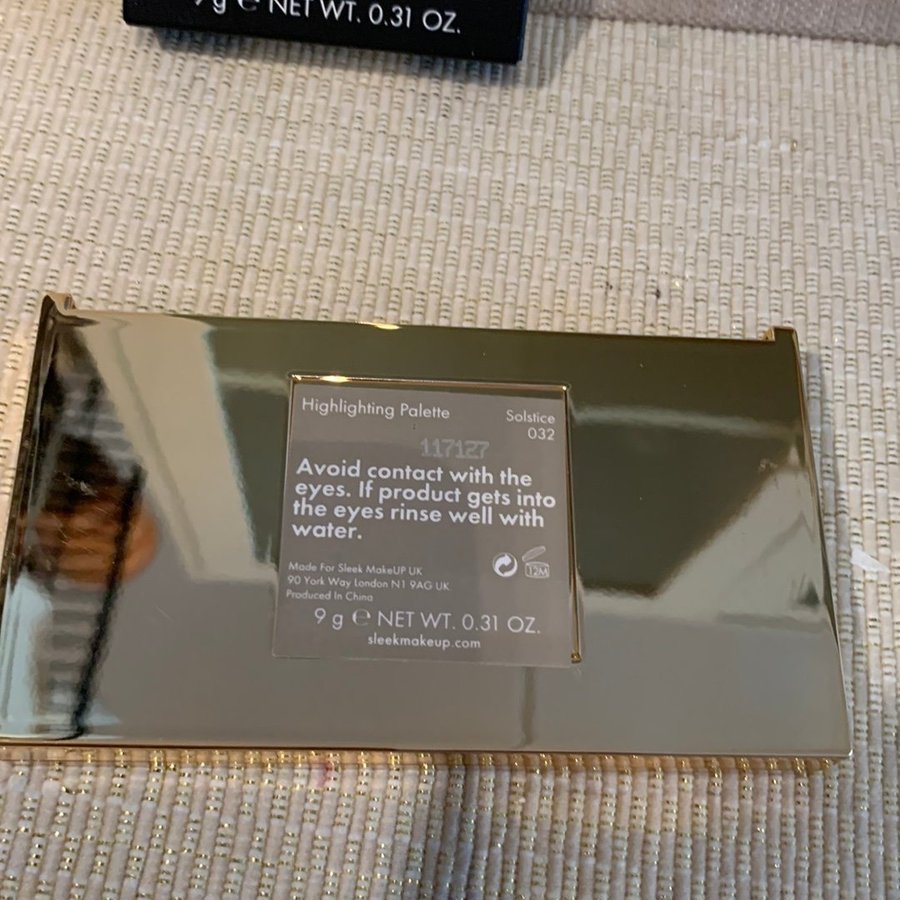 9 g ℮ NET WT. 0.31 OZ.
Highlighting Palette
Solstice
032
117127
Avoid contact with the
eyes. If product gets into
the eyes rinse well with
water.
12M
Made For Sleek MakeUP UK
90 York Way London N1 9AG UK
Produced In China
9 g ℮ NET WT. 0.31 OZ.
sleekmakeup.com